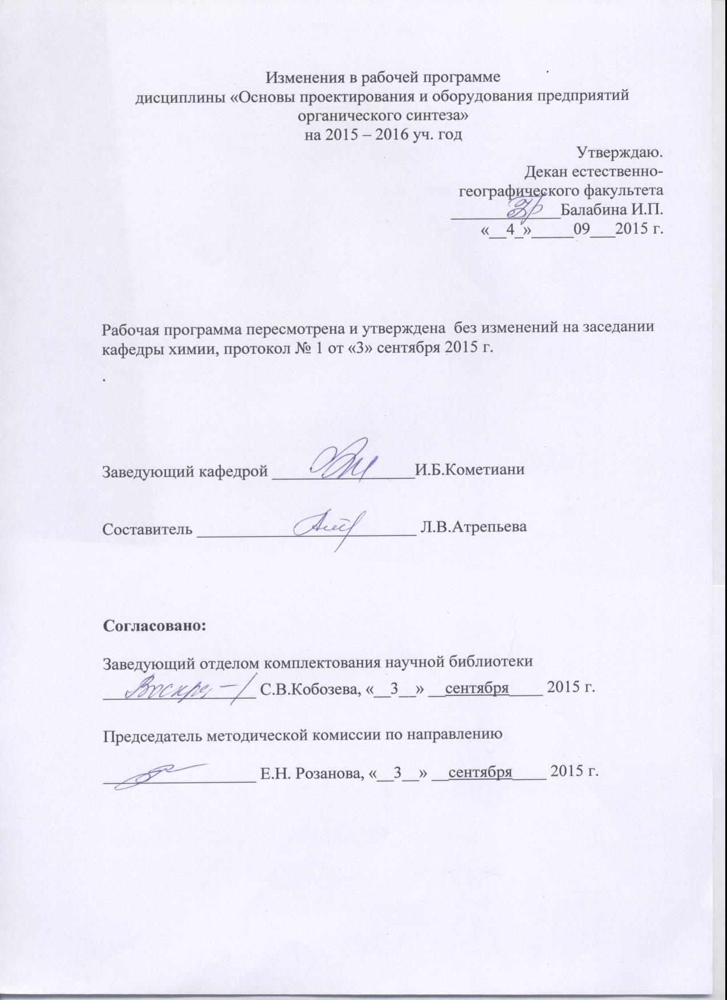 Изменения в рабочей программе
дисциплины «Основы проектирования и оборудования предприятий
органического синтеза»
на 2015 – 2016 уч. год
Утверждаю.
Декан естественно-
географического факультета
_____________Балабина И.П.
«__4_»_____09___2015 г.
Рабочая программа пересмотрена и утверждена без изменений на заседании
кафедры химии, протокол № 1 от «3» сентября 2015 г.
.
Заведующий кафедрой _________________И.Б.Кометиани
Составитель __________________________ Л.В.Атрепьева
Согласовано:
Заведующий отделом комплектования научной библиотеки
__________________ С.В.Кобозева, «__3__» __сентября____ 2015 г.
Председатель методической комиссии по направлению
__________________ Е.Н. Розанова, «__3__» __сентября____ 2015 г.